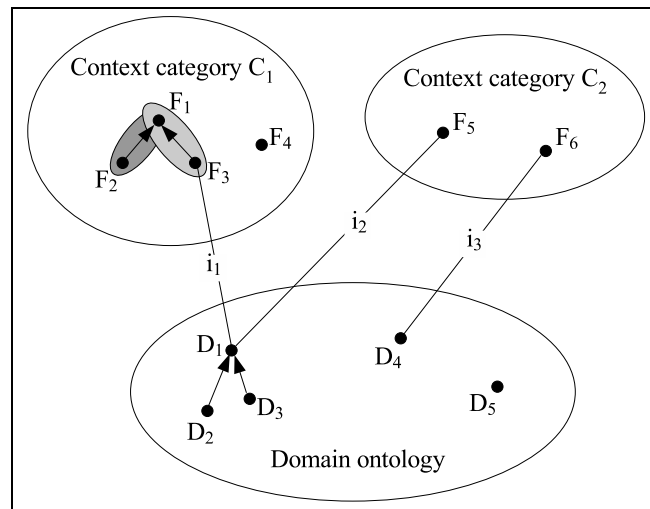 Context category C₁
Context category C₂
F₁
F₄
F₅
F₆
F₂
F₃
i₂
i₃
i₁
D₁
D₄
D₃
D₅
D₂
Domain ontology